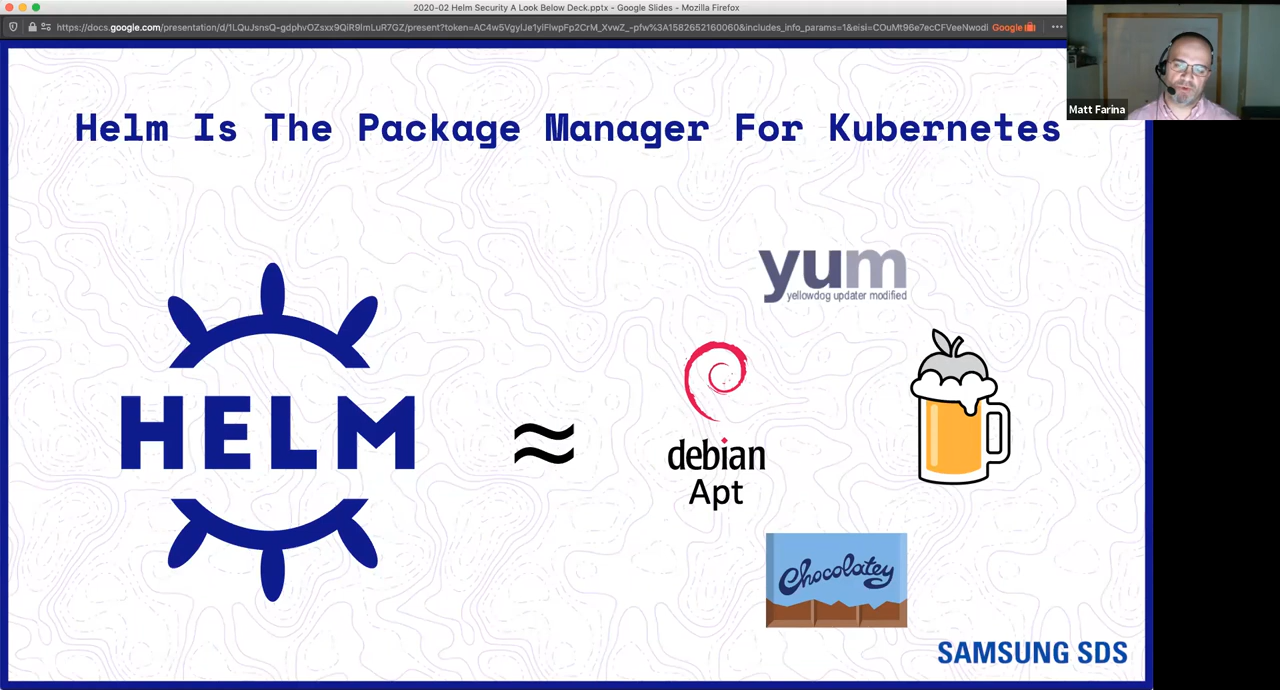 2020-02 Helm Security A Look Below Deck.pptx - Google Slides - Mozilla Firefox
Matt Farina
Helm Is The Package Manager For Kubernetes
yum
yellowdog updater modified
HELM
≈
debian
Apt
Chocolatey
SAMSUNG SDS
Google